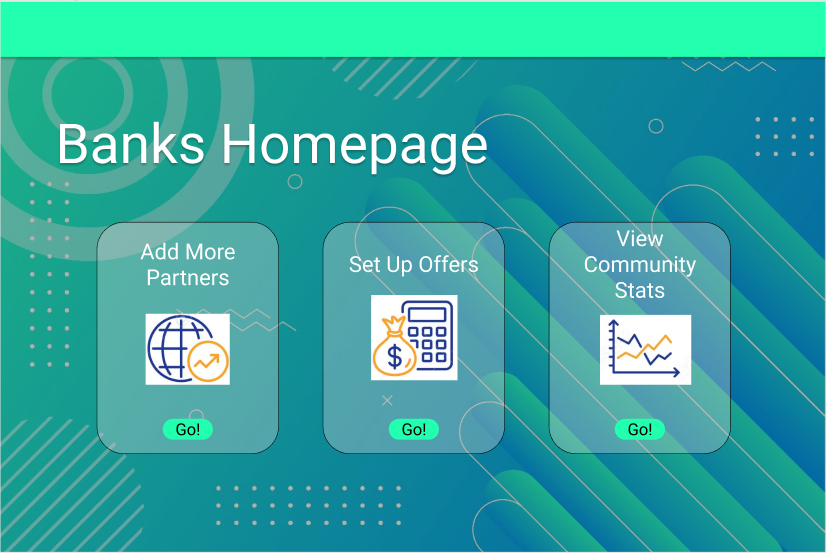 Banks Homepage
Add More
Partners
Set Up Offers
View
Community
Stats
$
Go!
Go!
Go!